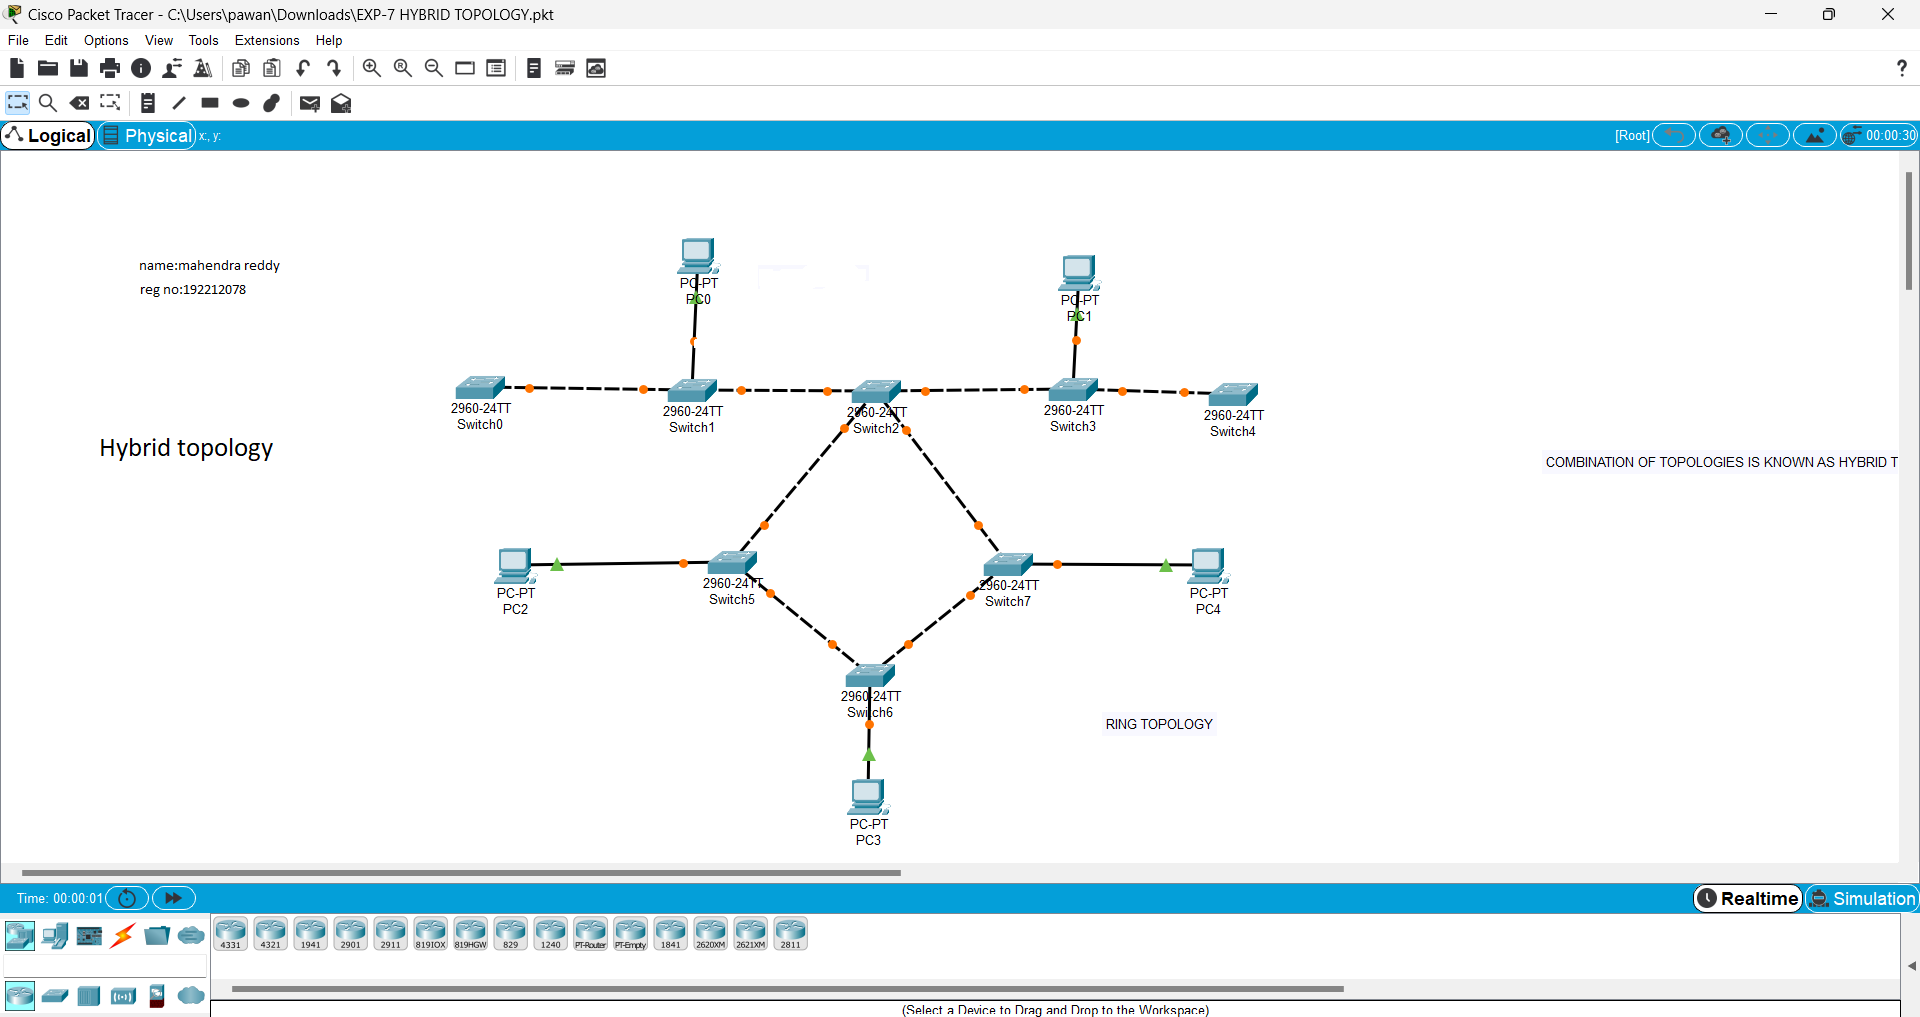 Cisco Packet Tracer - C:\Users\pawan\Downloads\EXP-7 HYBRID TOPOLOGY.pkt
File Edit Options View Tools Extensions Help
Logical Physical x:, y: [Root] 00:00:30
name:mahendra reddy
reg no:192212078
PC-PT
PC0
PC-PT
PC1
2960-24TT
Switch0
2960-24TT
Switch1
2960-24TT
Switch2
2960-24TT
Switch3
2960-24TT
Switch4
Hybrid topology
COMBINATION OF TOPOLOGIES IS KNOWN AS HYBRID T
PC-PT
PC2
2960-24TT
Switch5
2960-24TT
Switch7
PC-PT
PC4
2960-24TT
Switch6
RING TOPOLOGY
PC-PT
PC3
Time: 00:00:01 Realtime Simulation
4331 4321 1941 2901 2911 819IOX 819HGW 829 1240 PT-Router PT-Empty 1841 2620XM 2621XM 2811
(Select a Device to Drag and Drop to the Workspace)